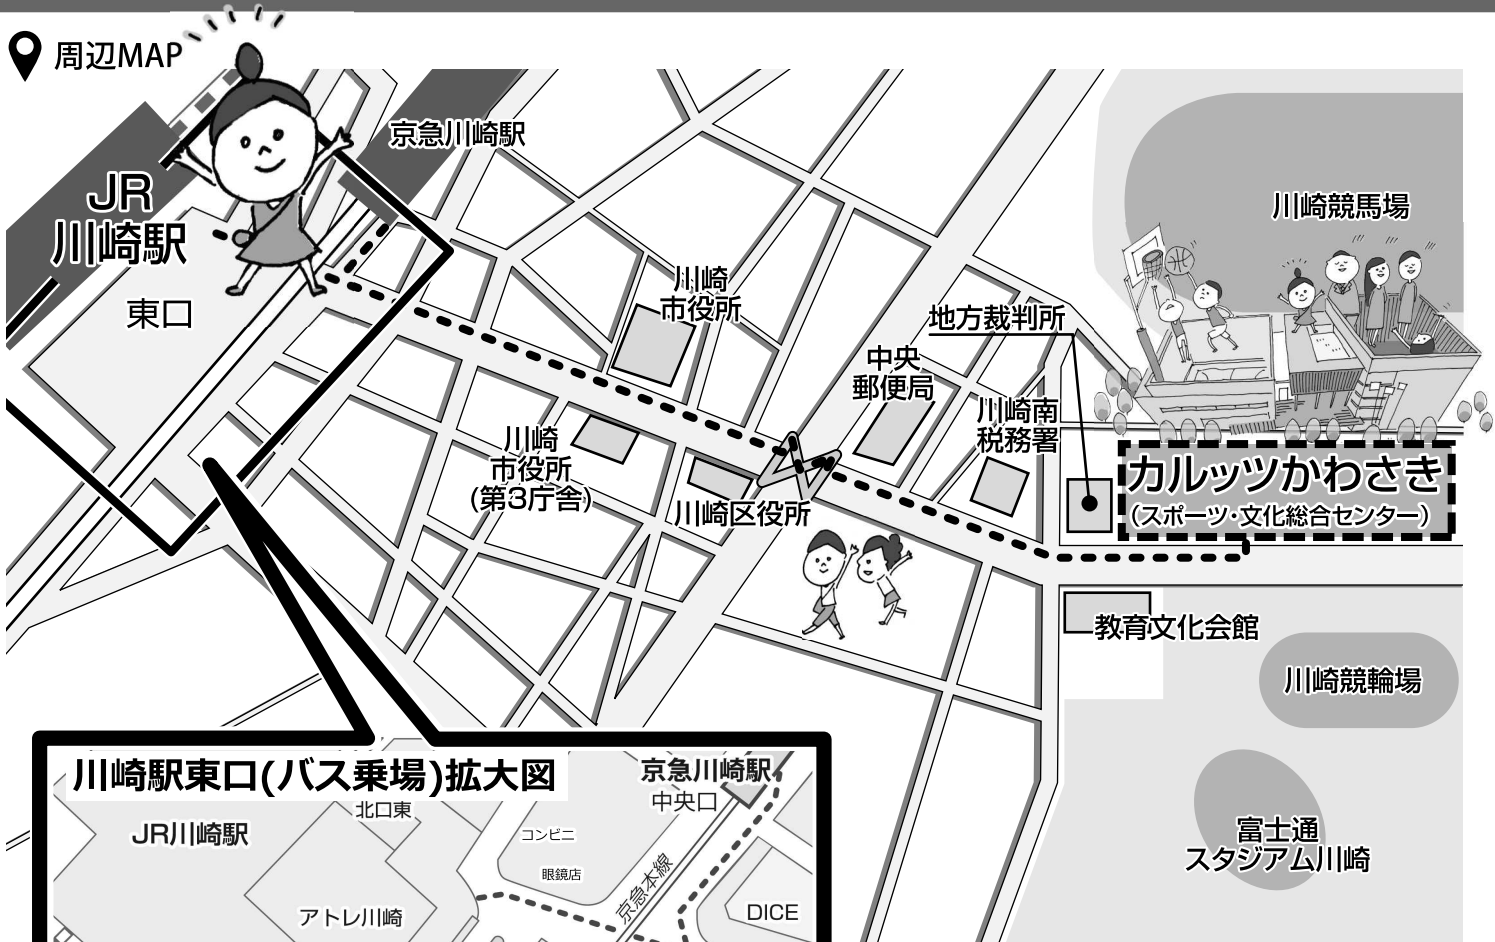 周辺MAP
京急川崎駅
JR
川崎駅
東口
川崎競馬場
川崎
市役所
地方裁判所
中央
郵便局
川崎南
税務署
川崎
市役所
(第3庁舎)
川崎区役所
カルッツかわさき
(スポーツ・文化総合センター)
教育文化会館
川崎競輪場
富士通
スタジアム川崎
川崎駅東口(バス乗場)拡大図
京急川崎駅
中央口
北口東
JR川崎駅
コンビニ
眼鏡店
京急本線
アトレ川崎
DICE